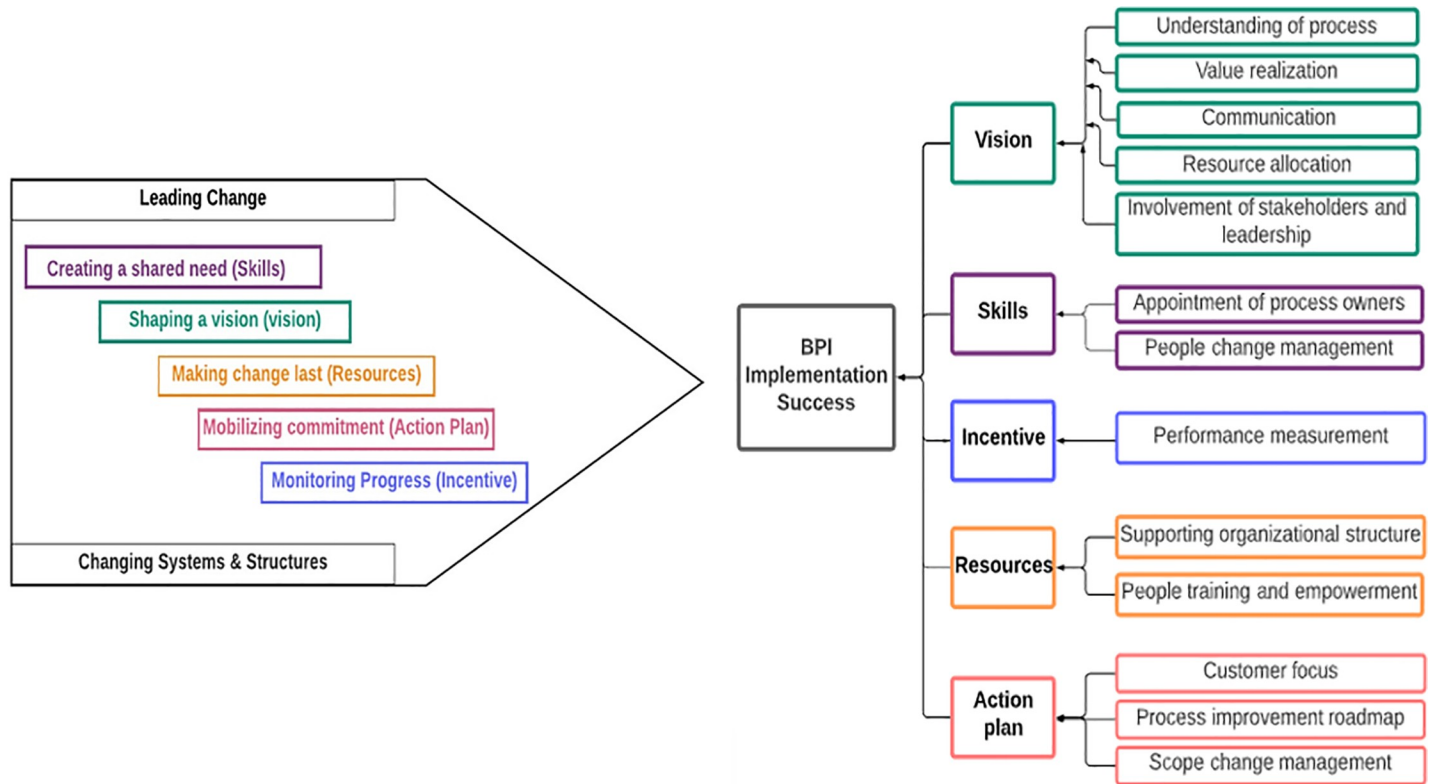 Leading Change
Creating a shared need (Skills)
Shaping a vision (vision)
Making change last (Resources)
Mobilizing commitment (Action Plan)
Monitoring Progress (Incentive)
Changing Systems & Structures
BPI
Implementation
Success
Vision
Understanding of process
Value realization
Communication
Resource allocation
Involvement of stakeholders and
leadership
Skills
Appointment of process owners
People change management
Incentive
Performance measurement
Resources
Supporting organizational structure
People training and empowerment
Action
plan
Customer focus
Process improvement roadmap
Scope change management